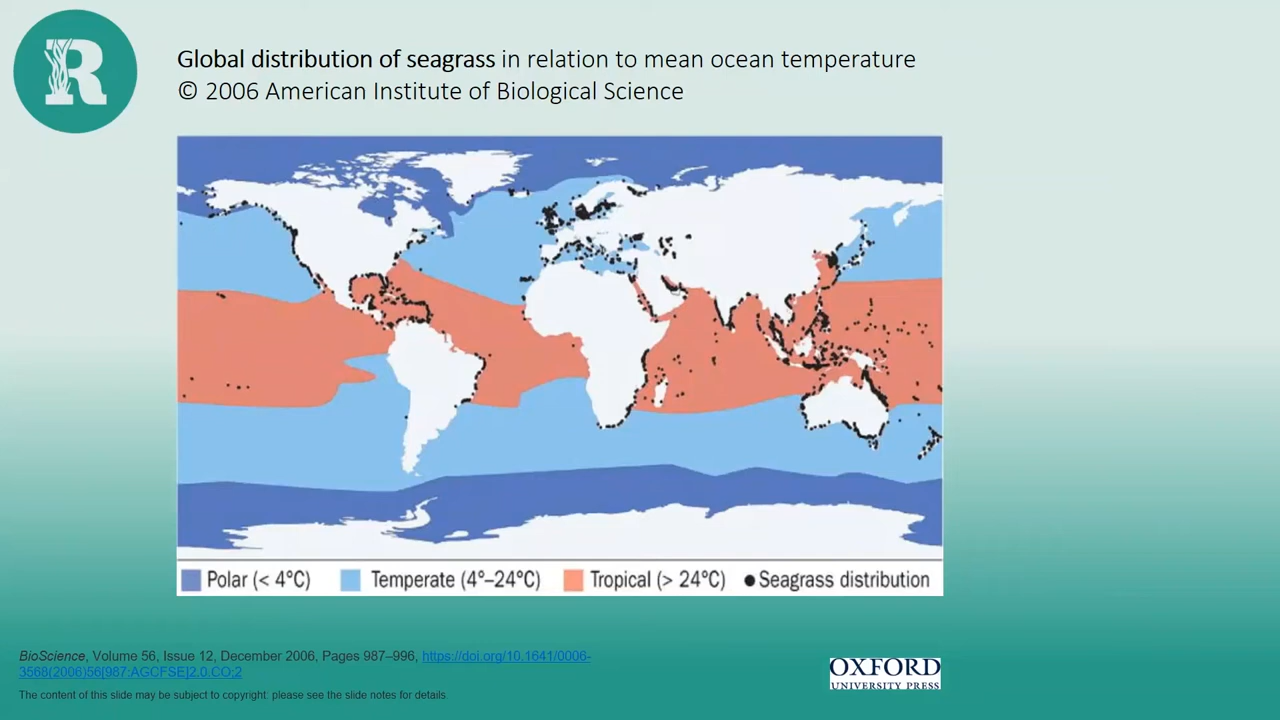 R
Global distribution of seagrass in relation to mean ocean temperature
© 2006 American Institute of Biological Science
Polar (< 4°C) Temperate (4°–24°C) Tropical (> 24°C) Seagrass distribution
BioScience, Volume 56, Issue 12, December 2006, Pages 987–996, https://doi.org/10.1641/0006-
3568(2006)56[987:AGCFSE]2.0.CO;2
The content of this slide may be subject to copyright: please see the slide notes for details.
OXFORD
UNIVERSITY PRESS